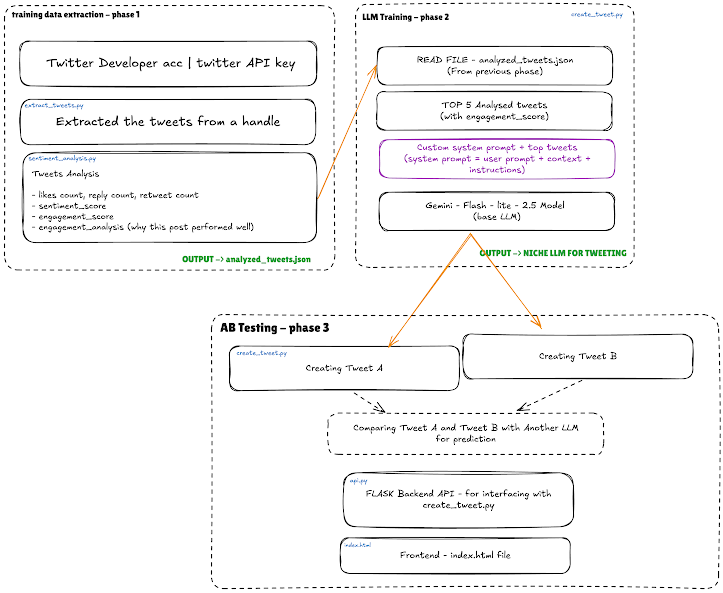 training data extraction - phase 1
Twitter Developer acc | twitter API key
extract_tweets.py
Extracted the tweets from a handle
sentiment_analysis.py
Tweets Analysis
- likes count, reply count, retweet count
- sentiment_score
- engagement_score
- engagement_analysis (why this post performed well)
OUTPUT -> analyzed_tweets.json
LLM Training - phase 2
create_tweet.py
READ FILE - analyzed_tweets.json
(From previous phase)
TOP 5 Analysed tweets
(with engagement_score)
Custom system prompt + top tweets
(system prompt = user prompt + context +
instructions)
Gemini - Flash - lite - 2.5 Model
(base LLM)
OUTPUT -> NICHE LLM FOR TWEETING
AB Testing - phase 3
create_tweet.py
Creating Tweet A
Creating Tweet B
Comparing Tweet A and Tweet B with Another LLM
for prediction
api.py
FLASK Backend API - for interfacing with
create_tweet.py
index.html
Frontend - index.html file